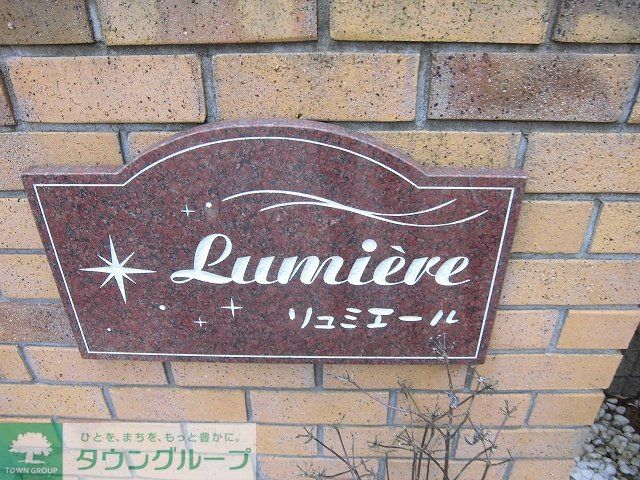 Lumière
リュミエール
ひとを、まちを、もっと豊かに。
タウングループ
TOWN GROUP